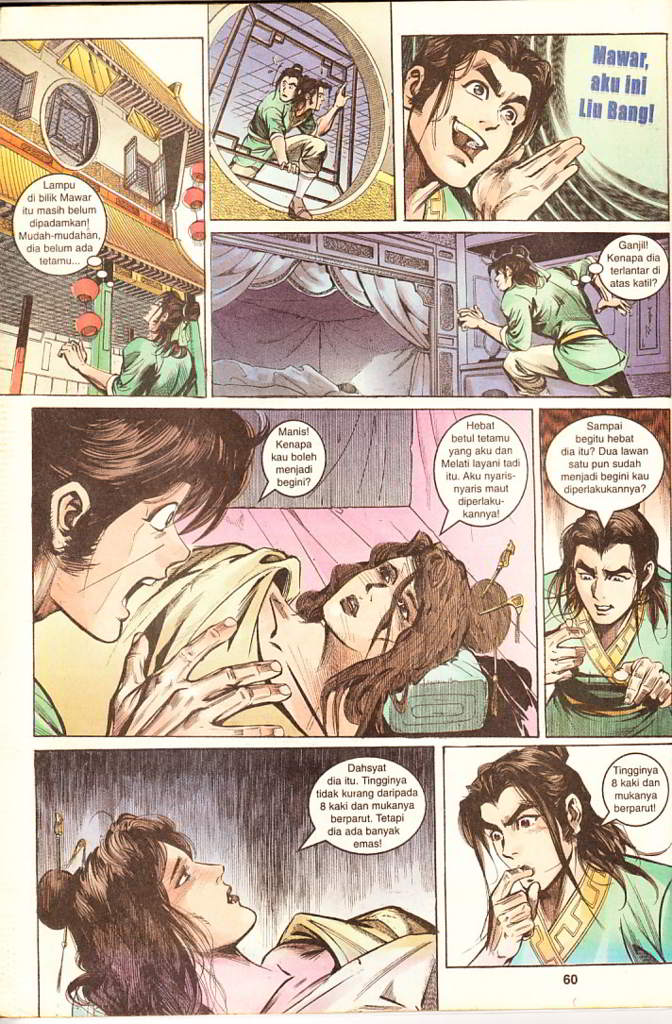 Lampu
di bilik Mawar
itu masih belum
dipadamkan!
Mudah-mudahan,
dia belum ada
tetamu...
Mawar,
aku ini
Liu Bang!
Ganjil!
Kenapa dia
terlantar di
atas katil?
Manis!
Kenapa
kau boleh
menjadi
begini?
Hebat
betul tetamu
yang aku dan
Melati layani tadi
itu. Aku nyaris-
nyaris maut
diperlaku-
kannya!
Sampai
begitu hebat
dia itu? Dua lawan
satu pun sudah
menjadi begini kau
diperlakukannya?
Dahsyat
dia itu. Tingginya
tidak kurang daripada
8 kaki dan mukanya
berparut. Tetapi
dia ada banyak
emas!
Tingginya
8 kaki dan
mukanya
berparut!
60